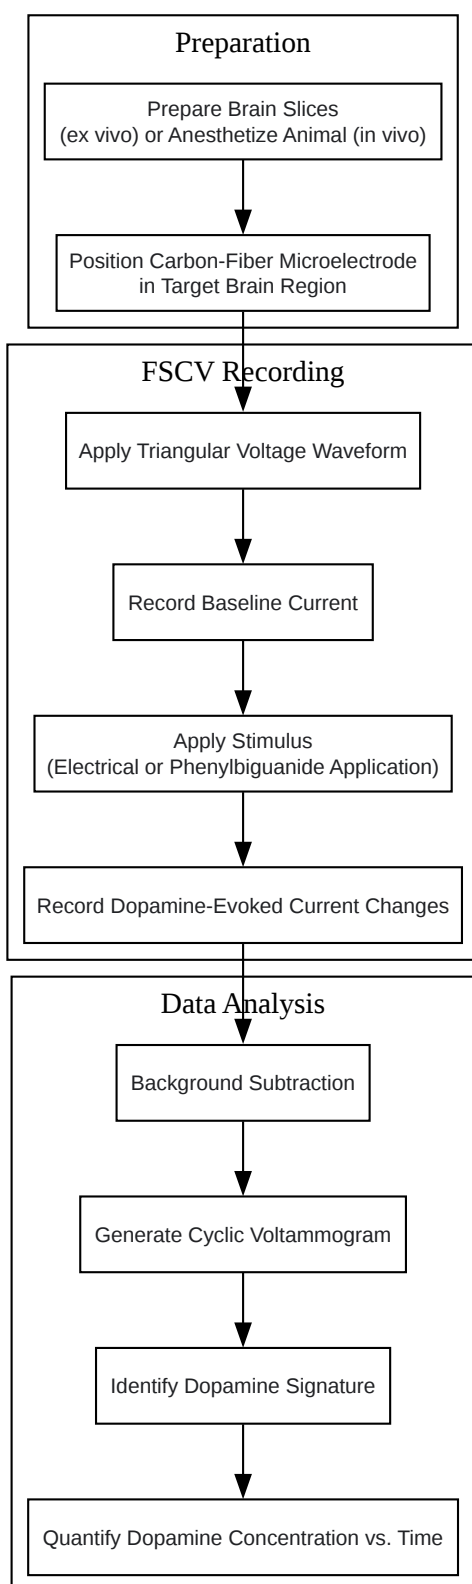 Preparation
Prepare Brain Slices
(ex vivo) or Anesthetize Animal (in vivo)
Position Carbon-Fiber Microelectrode
in Target Brain Region
FSCV Recording
Apply Triangular Voltage Waveform
Record Baseline Current
Apply Stimulus
(Electrical or Phenylbiguanide Application)
Record Dopamine-Evoked Current Changes
Data Analysis
Background Subtraction
Generate Cyclic Voltammogram
Identify Dopamine Signature
Quantify Dopamine Concentration vs. Time